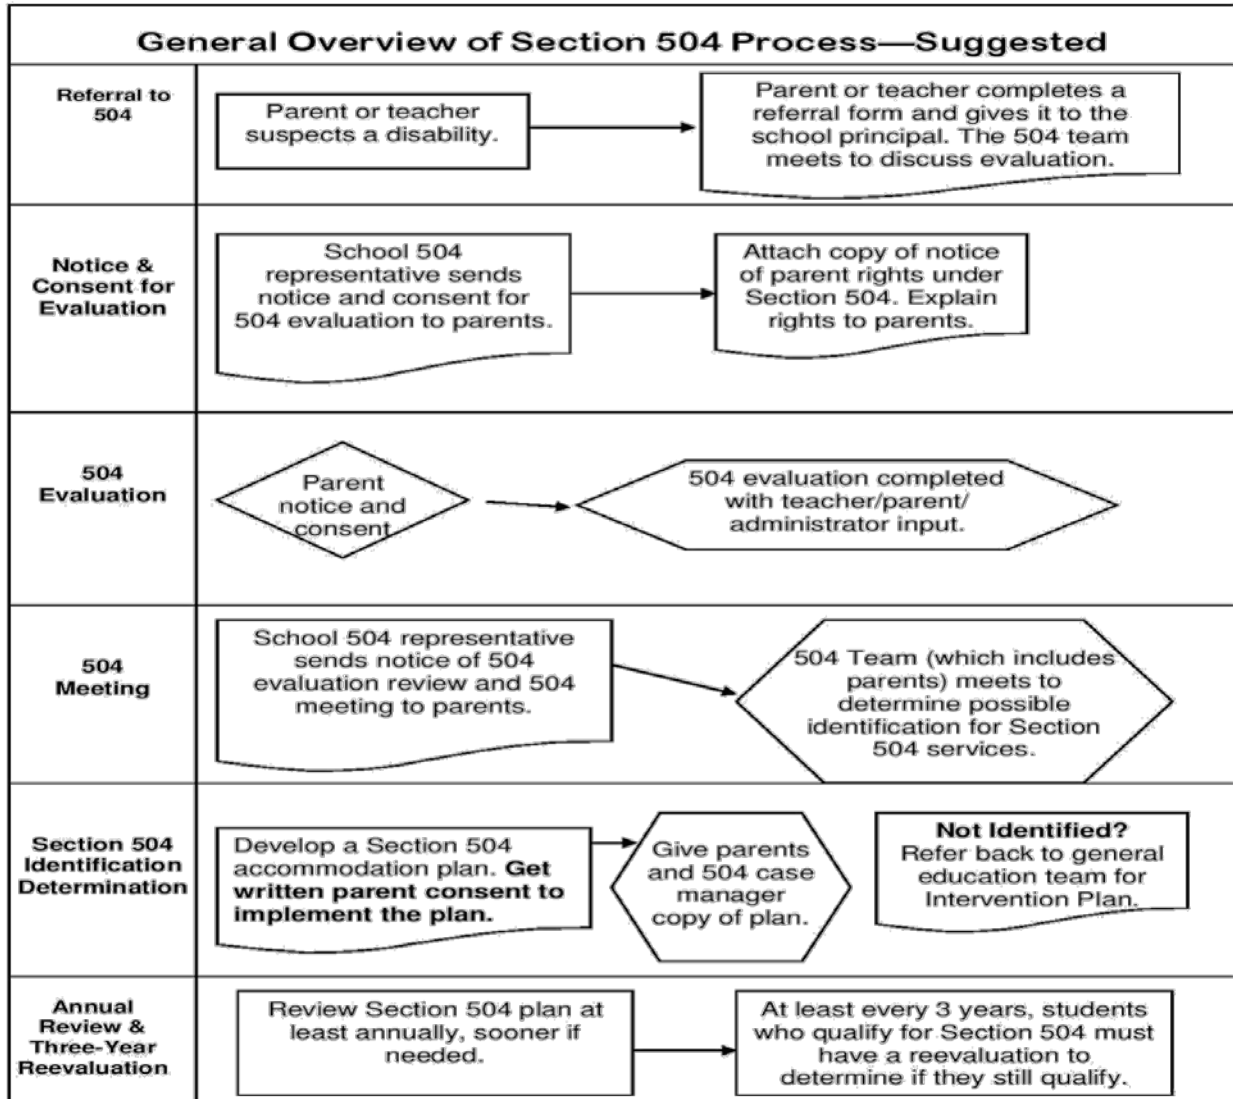 General Overview of Section 504 Process—Suggested
Referral to
504
Parent or teacher
suspects a disability.
Parent or teacher completes a
referral form and gives it to the
school principal. The 504 team
meets to discuss evaluation.
Notice &
Consent for
Evaluation
School 504
representative sends
notice and consent for
504 evaluation to parents.
Attach copy of notice
of parent rights under
Section 504. Explain
rights to parents.
504
Evaluation
Parent
notice and
consent
504 evaluation completed
with teacher/parent/
administrator input.
504
Meeting
School 504 representative
sends notice of 504
evaluation review and 504
meeting to parents.
504 Team (which includes
parents) meets to
determine possible
identification for Section
504 services.
Section 504
Identification
Determination
Develop a Section 504
accommodation plan. Get
written parent consent to
implement the plan.
Give parents
and 504 case
manager
copy of plan.
Not Identified?
Refer back to general
education team for
Intervention Plan.
Annual
Review &
Three-Year
Reevaluation
Review Section 504 plan at
least annually, sooner if
needed.
At least every 3 years, students
who qualify for Section 504 must
have a reevaluation to
determine if they still qualify.